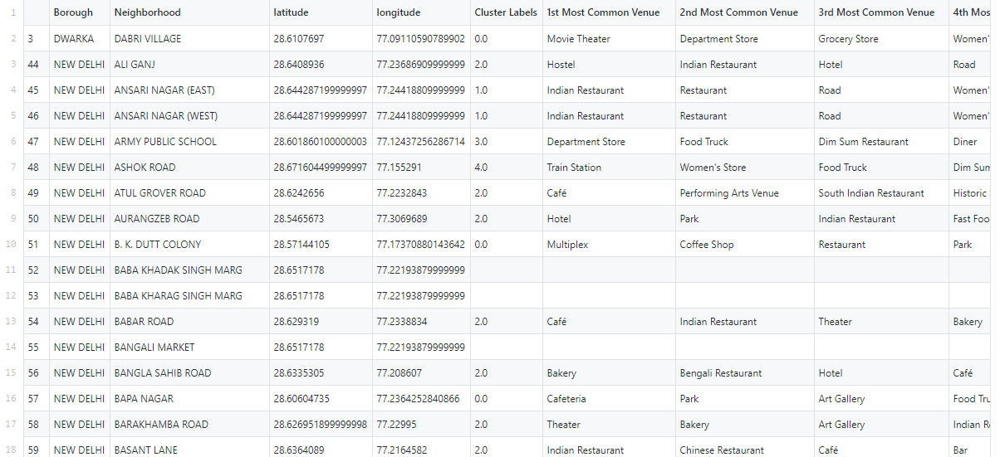 1 Borough Neighborhood latitude longitude Cluster Labels 1st Most Common Venue 2nd Most Common Venue 3rd Most Common Venue 4th Mos
2 3 DWARKA DABRI VILLAGE 28.6107697 77.09110590789902 0.0 Movie Theater Department Store Grocery Store Women'
3 44 NEW DELHI ALI GANJ 28.6408936 77.23686909999999 2.0 Hostel Indian Restaurant Hotel Road
4 45 NEW DELHI ANSARI NAGAR (EAST) 28.644287199999997 77.24418809999999 1.0 Indian Restaurant Restaurant Road Women'
5 46 NEW DELHI ANSARI NAGAR (WEST) 28.644287199999997 77.24418809999999 1.0 Indian Restaurant Restaurant Road Women'
6 47 NEW DELHI ARMY PUBLIC SCHOOL 28.601860100000003 77.12437256286714 3.0 Department Store Food Truck Dim Sum Restaurant Diner
7 48 NEW DELHI ASHOK ROAD 28.671604499999997 77.155291 4.0 Train Station Women's Store Food Truck Dim Sum
8 49 NEW DELHI ATUL GROVER ROAD 28.6242656 77.2232843 2.0 Café Performing Arts Venue South Indian Restaurant Historic
9 50 NEW DELHI AURANGZEB ROAD 28.5465673 77.3069689 2.0 Hotel Park Indian Restaurant Fast Foo
10 51 NEW DELHI B. K. DUTT COLONY 28.57144105 77.17370880143642 0.0 Multiplex Coffee Shop Restaurant Park
11 52 NEW DELHI BABA KHADAK SINGH MARG 28.6517178 77.22193879999999
12 53 NEW DELHI BABA KHARAG SINGH MARG 28.6517178 77.22193879999999
13 54 NEW DELHI BABAR ROAD 28.629319 77.2338834 2.0 Café Indian Restaurant Theater Bakery
14 55 NEW DELHI BANGALI MARKET 28.6517178 77.22193879999999
15 56 NEW DELHI BANGLA SAHIB ROAD 28.6335305 77.208607 2.0 Bakery Bengali Restaurant Hotel Café
16 57 NEW DELHI BAPA NAGAR 28.60604735 77.2364252840866 0.0 Cafeteria Park Art Gallery Food Tru
17 58 NEW DELHI BARAKHAMBA ROAD 28.626951899999998 77.22995 2.0 Theater Bakery Art Gallery Indian R
18 59 NEW DELHI BASANT LANE 28.6364089 77.2164582 2.0 Indian Restaurant Chinese Restaurant Café Bar